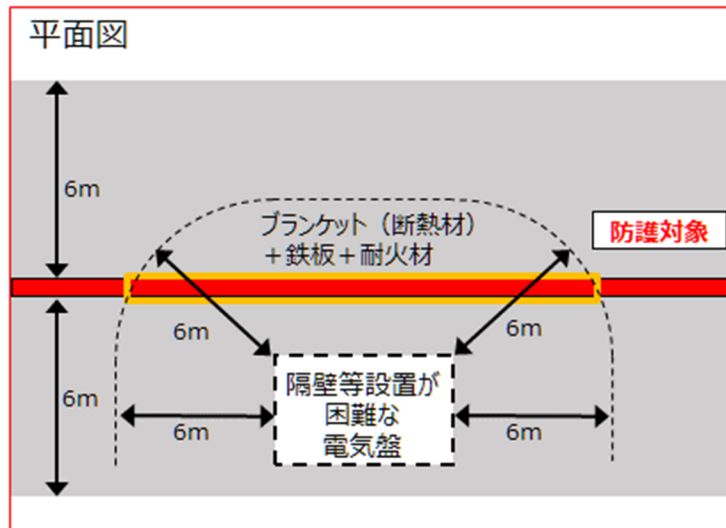 平面図
6m
ブランケット（断熱材）
＋鉄板＋耐火材
防護対象
6m
6m
6m
隔壁等設置が
困難な
電気盤
6m
6m